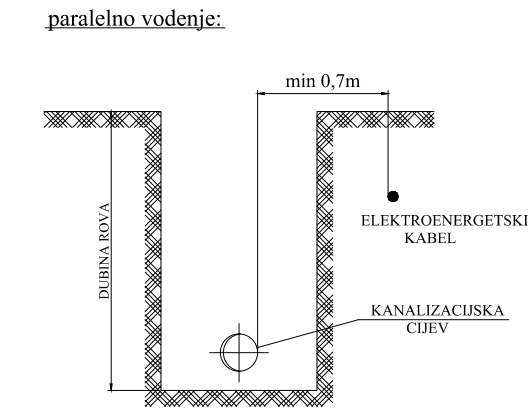 paralelno vođenje:
min 0,7m
DUBINA ROVA
ELEKTROENERGETSKI
KABEL
KANALIZACIJSKA
CIJEV